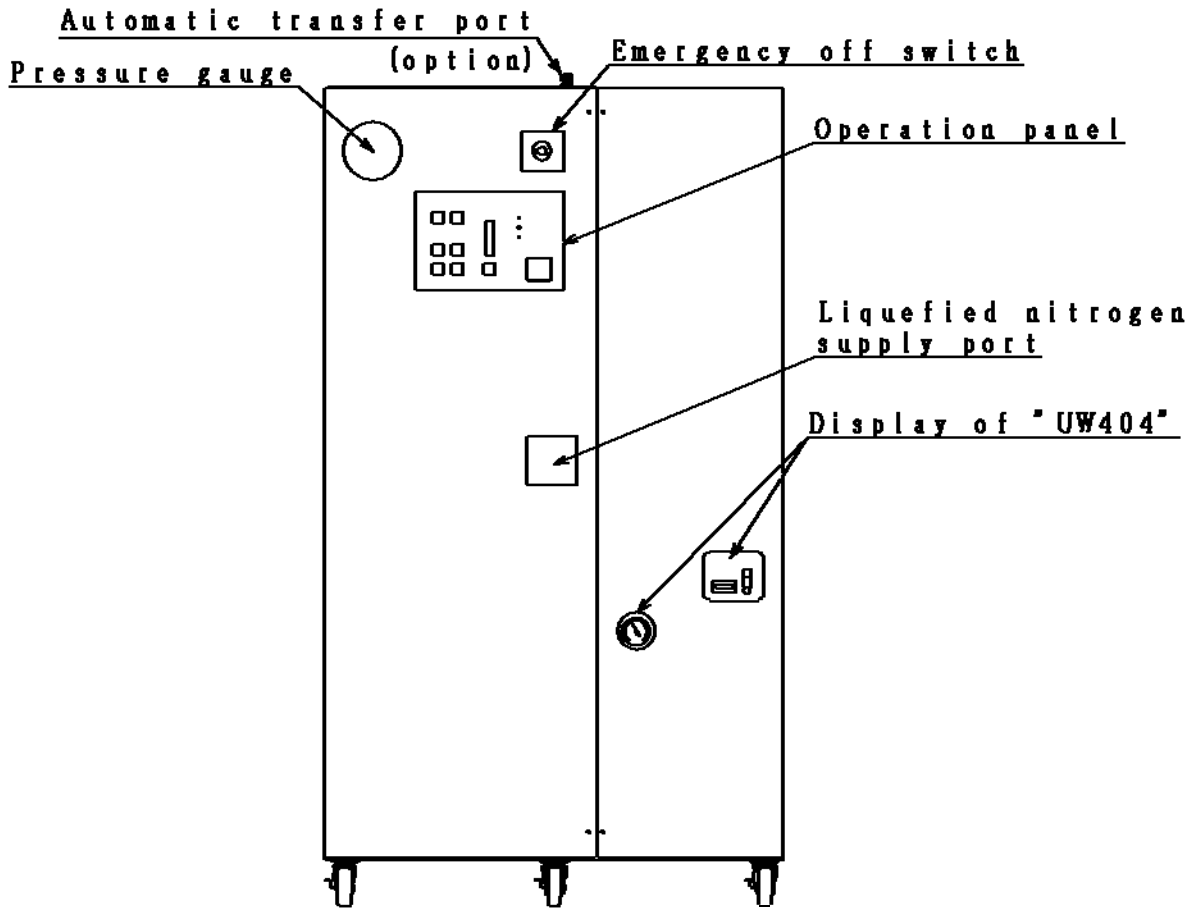 Automatic transfer port
(option)
Emergency off switch
Pressure gauge
Operation panel
Liquefied nitrogen
supply port
Display of "UW404"